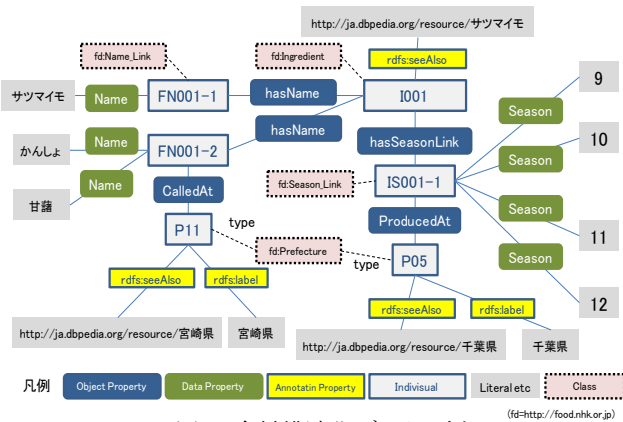 http://ja.dbpedia.org/resource/サツマイモ
fd:Name_Link
fd:Ingredient
rdfs:seeAlso
サツマイモ
Name
FN001-1
hasName
I001
9
Season
かんしょ
Name
FN001-2
hasName
hasSeasonLink
Season
10
Name
甘藷
CalledAt
fd:Season_Link
IS001-1
Season
11
P11
type
ProducedAt
fd:Prefecture
type
P05
Season
12
rdfs:seeAlso
rdfs:label
rdfs:seeAlso
rdfs:label
http://ja.dbpedia.org/resource/宮崎県
宮崎県
http://ja.dbpedia.org/resource/千葉県
千葉県
凡例
Object Property
Data Property
Annotatin Property
Indivisual
Literal etc
Class
(fd=http://food.nhk.or.jp)